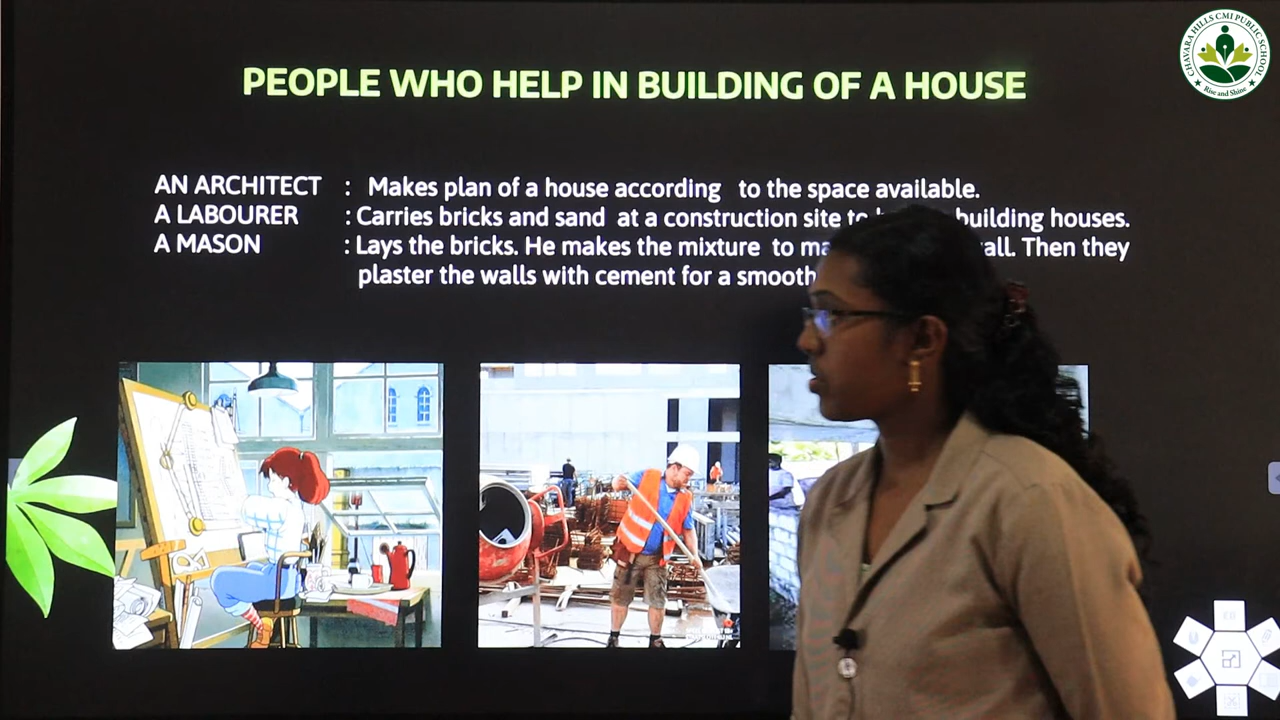 CHAVARA HILLS CMI PUBLIC SCHOOL
Rise and Shine
PEOPLE WHO HELP IN BUILDING OF A HOUSE
AN ARCHITECT : Makes plan of a house according to the space available.
A LABOURER : Carries bricks and sand at a construction site to building houses.
A MASON : Lays the bricks. He makes the mixture to Then they
plaster the walls with cement for a smooth